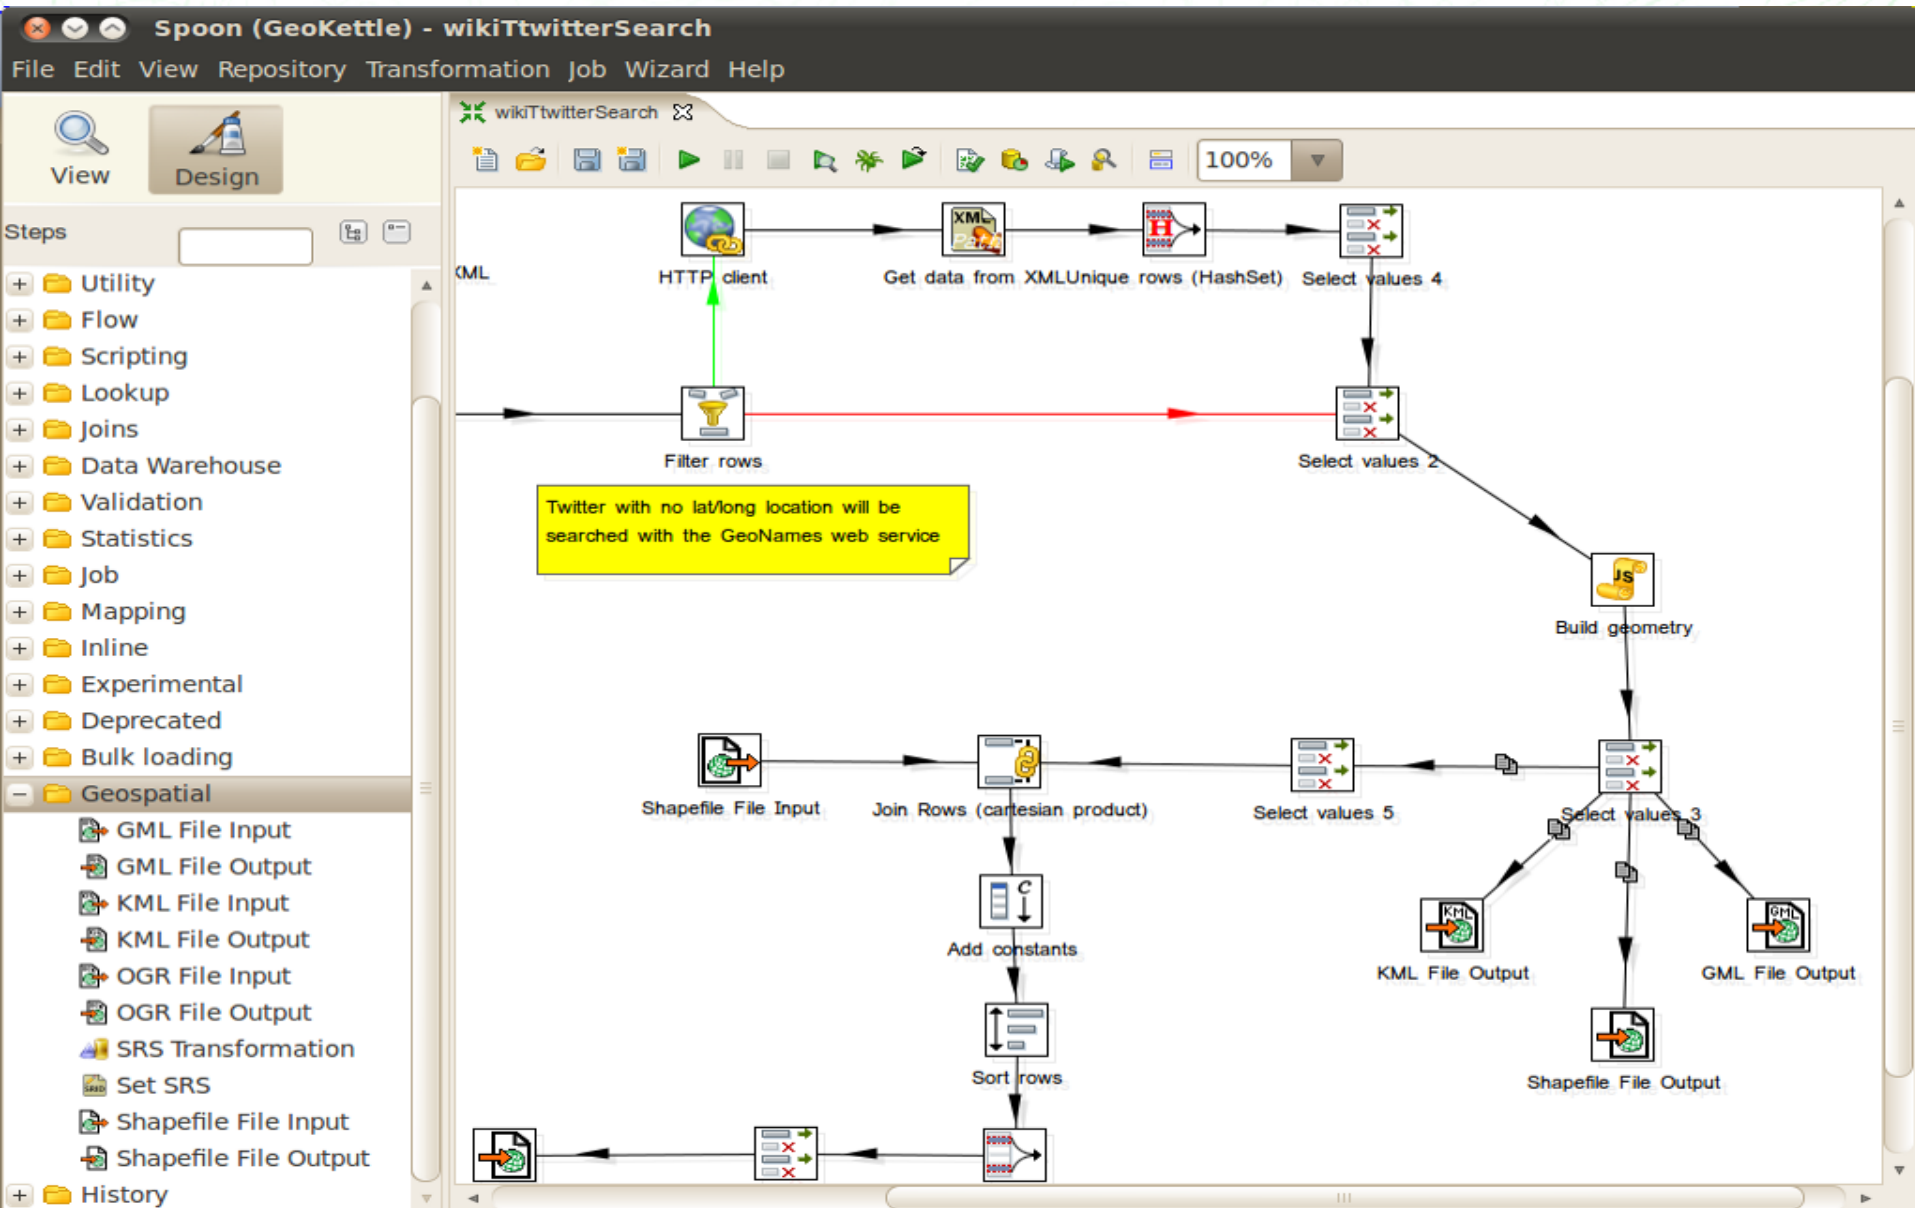 Spoon (GeoKettle) - wikiTtwitterSearch
File Edit View Repository Transformation Job Wizard Help
View
Design
wikiTtwitterSearch
100%
Steps
Utility
Flow
Scripting
Lookup
Joins
Data Warehouse
Validation
Statistics
Job
Mapping
Inline
Experimental
Deprecated
Bulk loading
Geospatial
GML File Input
GML File Output
KML File Input
KML File Output
OGR File Input
OGR File Output
SRS Transformation
Set SRS
Shapefile File Input
Shapefile File Output
History
XML
XML
Path
H
HTTP client
Get data from XML
Unique rows (HashSet)
Select values 4
Filter rows
Select values 2
Twitter with no lat/long location will be
searched with the GeoNames web service
JS
Build geometry
Shapefile File Input
Join Rows (cartesian product)
Select values 5
Select values 3
C
Add constants
KML
KML File Output
GML
GML File Output
Sort rows
Shapefile File Output